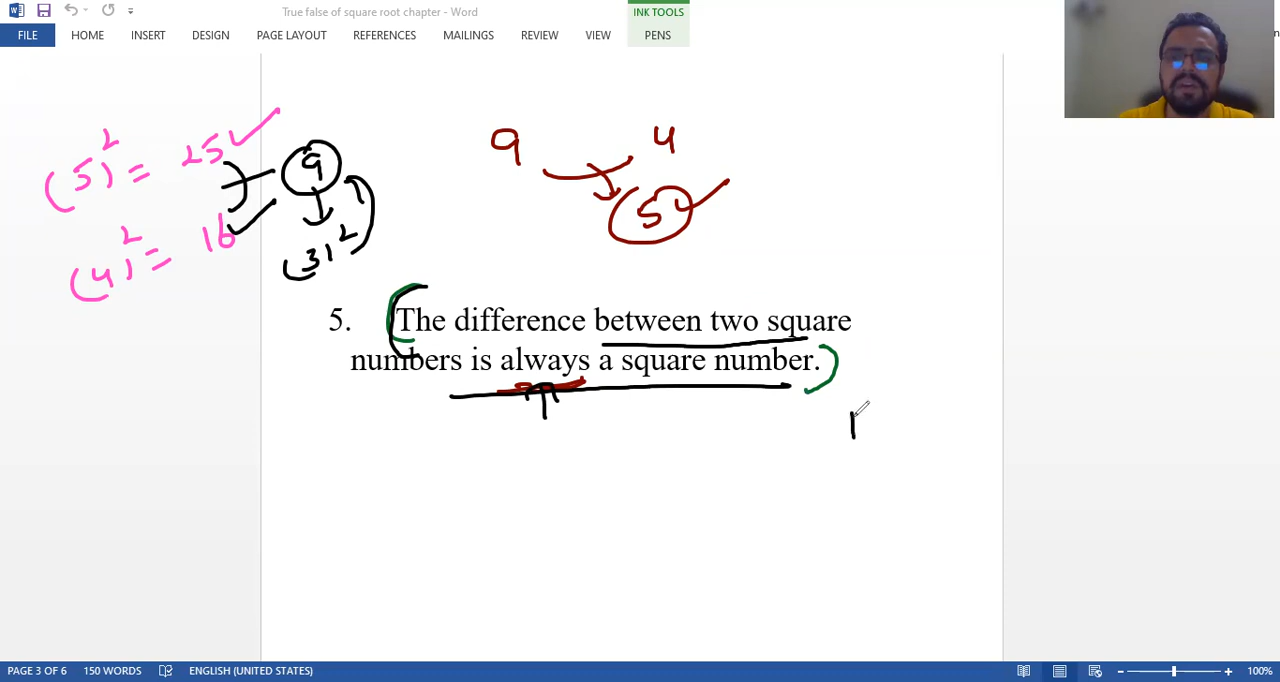 True false of square root chapter - Word
INK TOOLS
FILE HOME INSERT DESIGN PAGE LAYOUT REFERENCES MAILINGS REVIEW VIEW PENS
(5)² = 25 9 9 4
(4)² = 16 (3)² 5
5. The difference between two square
numbers is always a square number.
PAGE 3 OF 6 150 WORDS ENGLISH (UNITED STATES) 100%